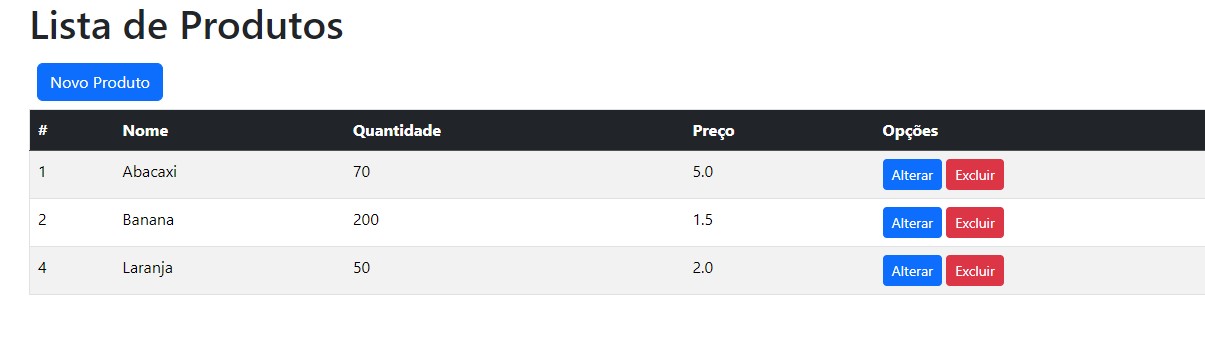 Lista de Produtos
Novo Produto
# Nome Quantidade Preço Opções
1 Abacaxi 70 5.0 Alterar Excluir
2 Banana 200 1.5 Alterar Excluir
4 Laranja 50 2.0 Alterar Excluir